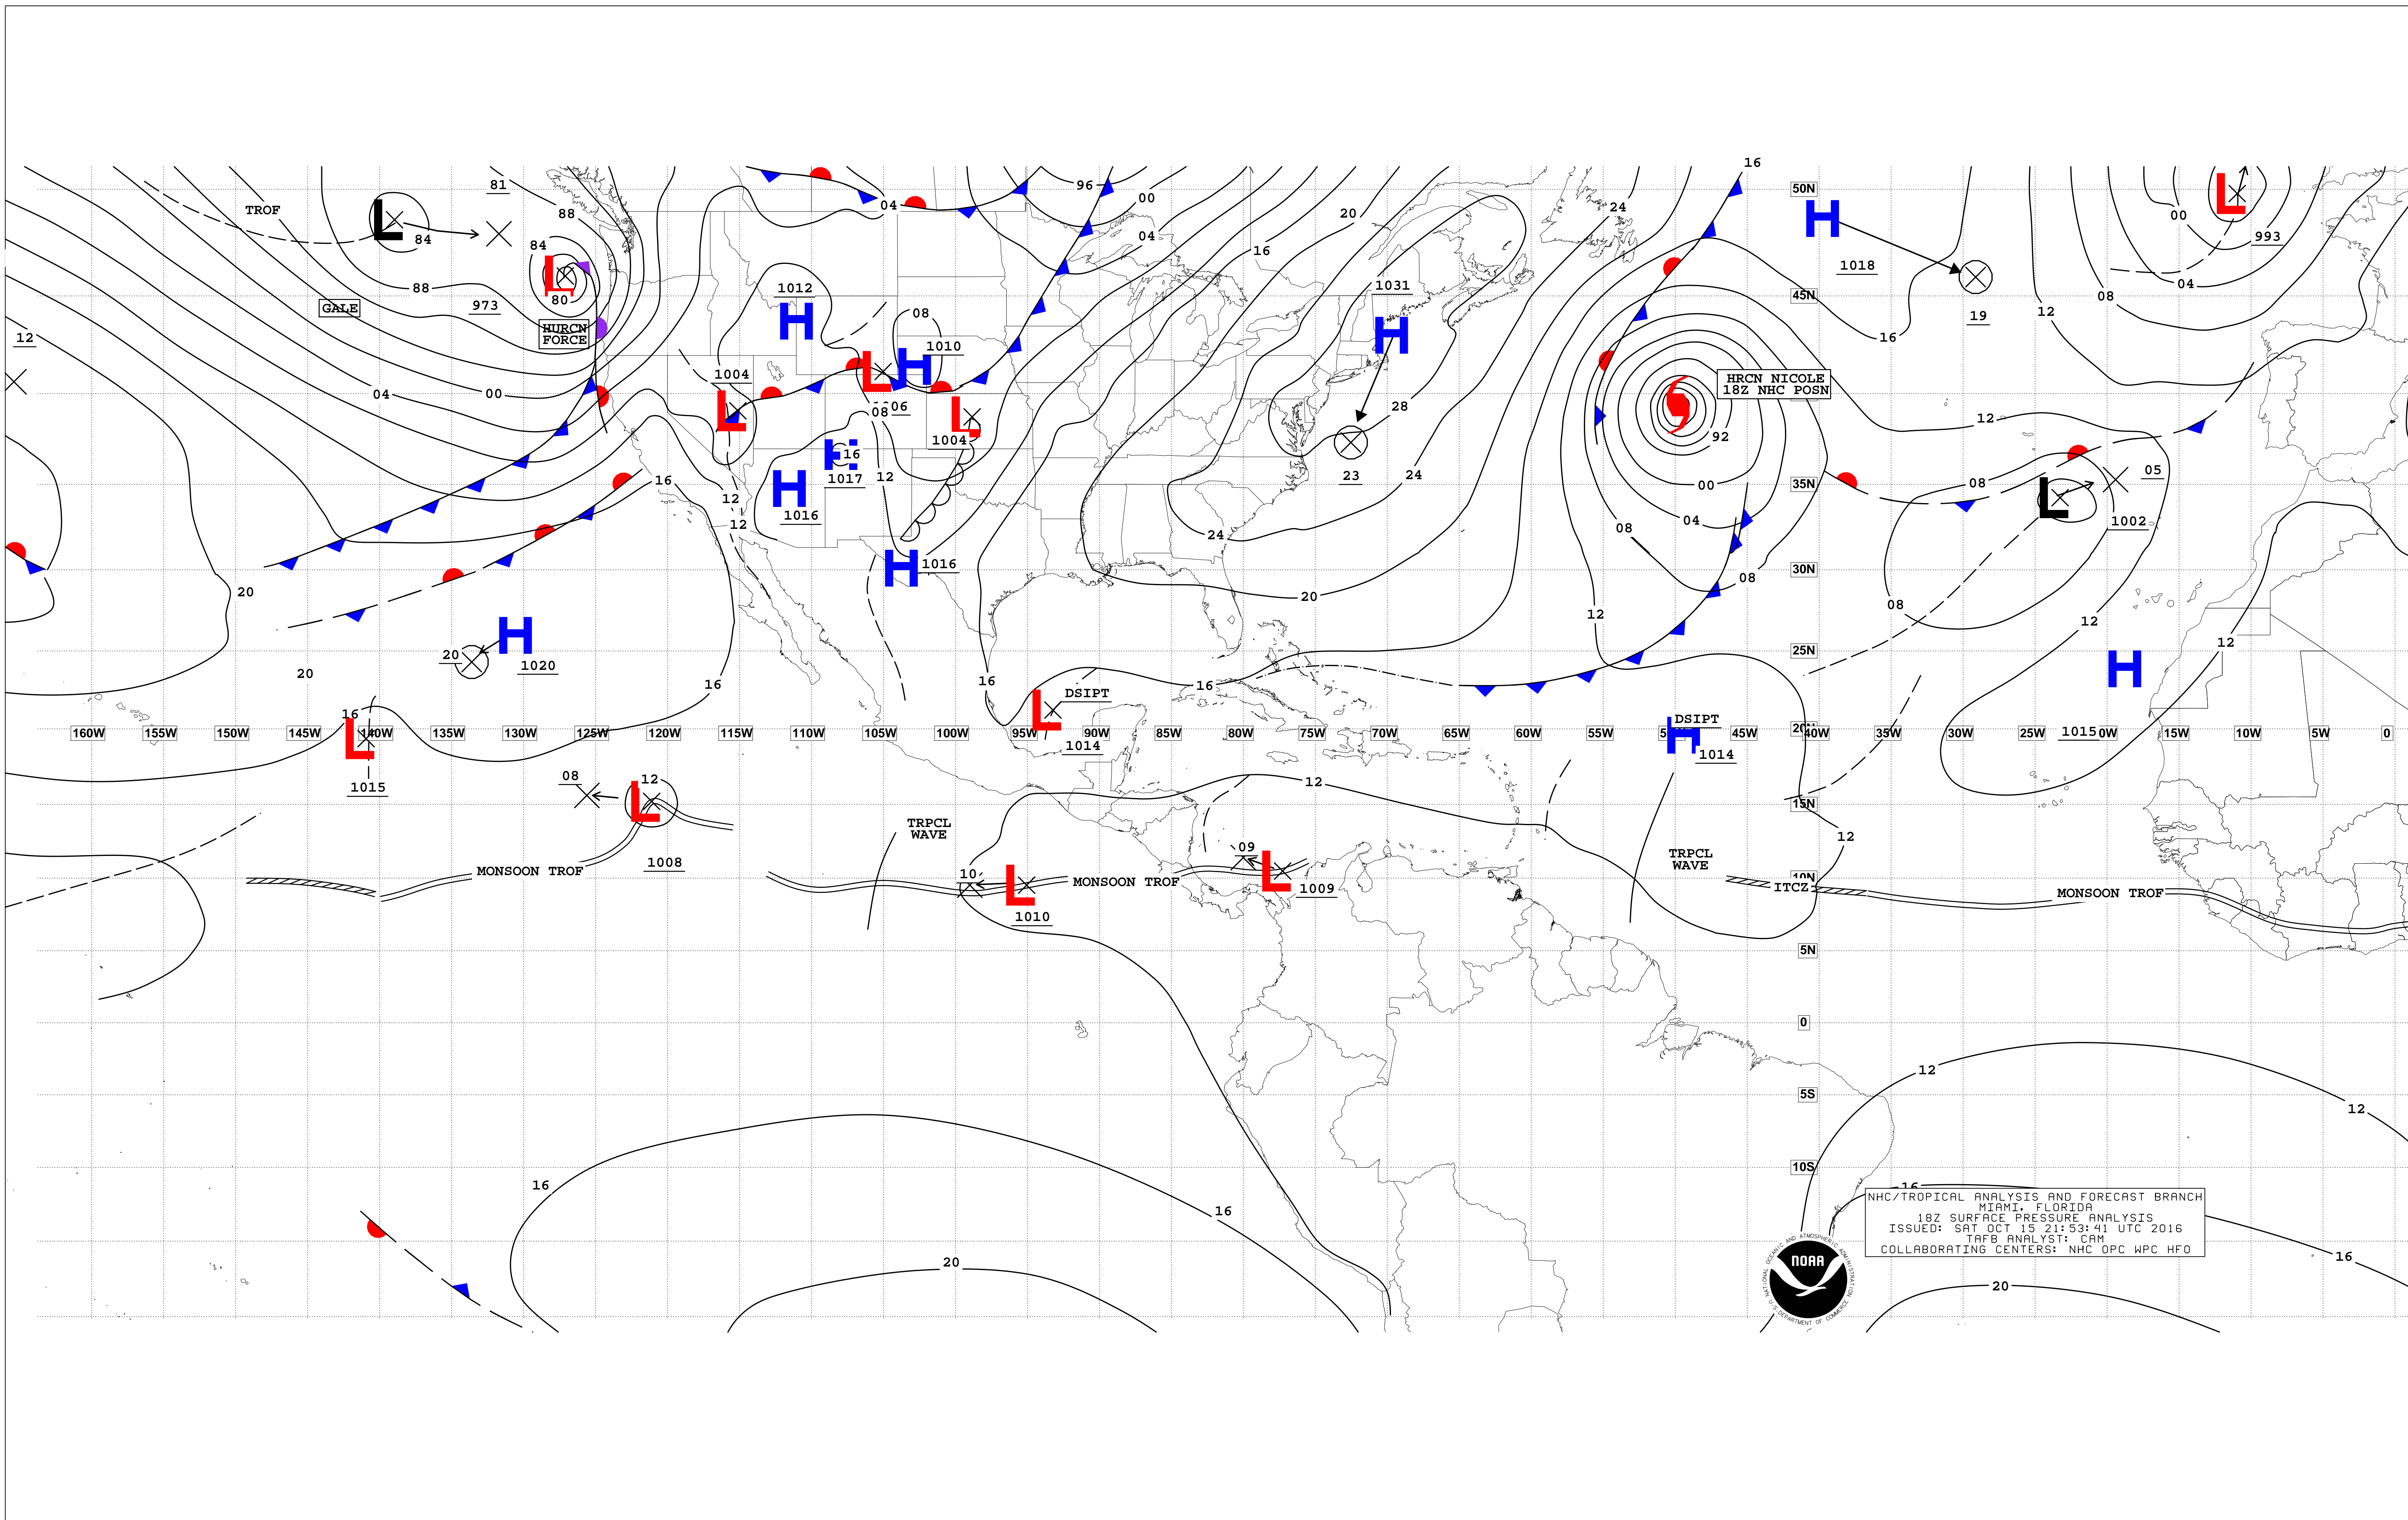 16
50N
TROF
81
88
84
84
GALE
88
973
80
HURCN
FORCE
12
04
00
96
00
04
04
16
20
24
1012
08
1010
1004
08
1004
16
1017
12
1016
12
12
16
1016
1031
28
23
24
24
20
HRCN NICOLE
18Z NHC POSN
92
00
04
08
08
12
1018
45N
16
19
12
08
04
00
993
12
08
05
1002
35N
30N
08
12
12
25N
20
20
20
1020
16
16
16
16
DSIPT
1014
DSIPT
1014
1015
160W
155W
150W
145W
140W
135W
130W
125W
120W
115W
110W
105W
100W
95W
90W
85W
80W
75W
70W
65W
60W
55W
45W
40W
35W
30W
25W
15W
10W
5W
0
1015
08
12
12
15N
12
TRPCL
WAVE
TRPCL
WAVE
MONSOON TROF
1008
10
09
MONSOON TROF
1009
1010
10N
ITCZ
MONSOON TROF
5N
0
5S
10S
12
12
16
16
20
16
16
20
NHC/TROPICAL ANALYSIS AND FORECAST BRANCH
MIAMI, FLORIDA
18Z SURFACE PRESSURE ANALYSIS
ISSUED: SAT OCT 15 21:53:41 UTC 2016
TAFB ANALYST: CAM
COLLABORATING CENTERS: NHC OPC WPC HFO
NOAA
NATIONAL OCEANIC AND ATMOSPHERIC ADMINISTRATION
U.S. DEPARTMENT OF COMMERCE